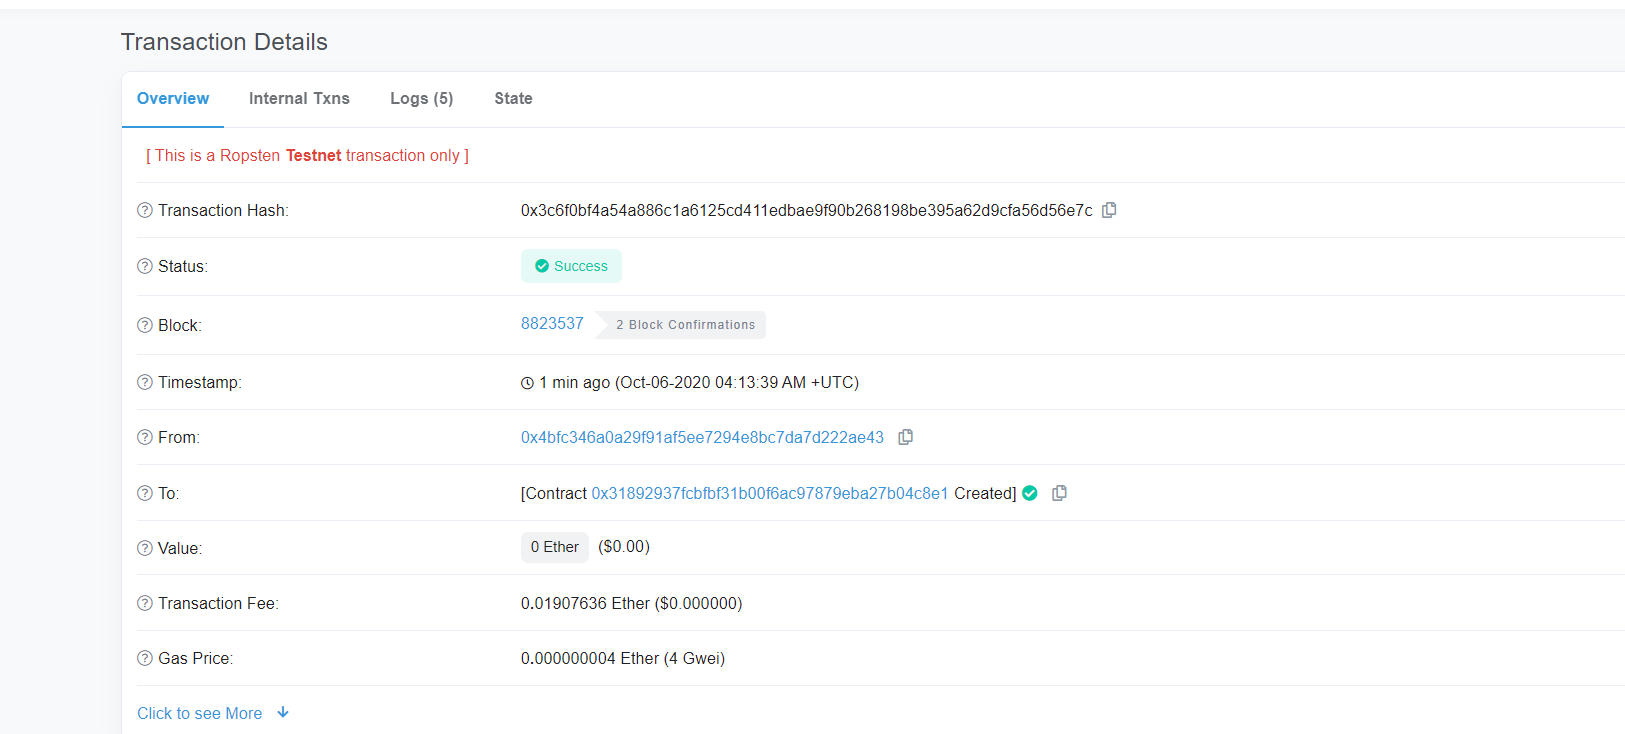 Transaction Details
Overview Internal Txns Logs (5) State
[ This is a Ropsten Testnet transaction only ]
Transaction Hash: 0x3c6f0bf4a54a886c1a6125cd411edbae9f90b268198be395a62d9cfa56d56e7c
Status: Success
Block: 8823537 2 Block Confirmations
Timestamp: 1 min ago (Oct-06-2020 04:13:39 AM +UTC)
From: 0x4bfc346a0a29f91af5ee7294e8bc7da7d222ae43
To: [Contract 0x31892937fcbfbf31b00f6ac97879eba27b04c8e1 Created]
Value: 0 Ether ($0.00)
Transaction Fee: 0.01907636 Ether ($0.000000)
Gas Price: 0.000000004 Ether (4 Gwei)
Click to see More